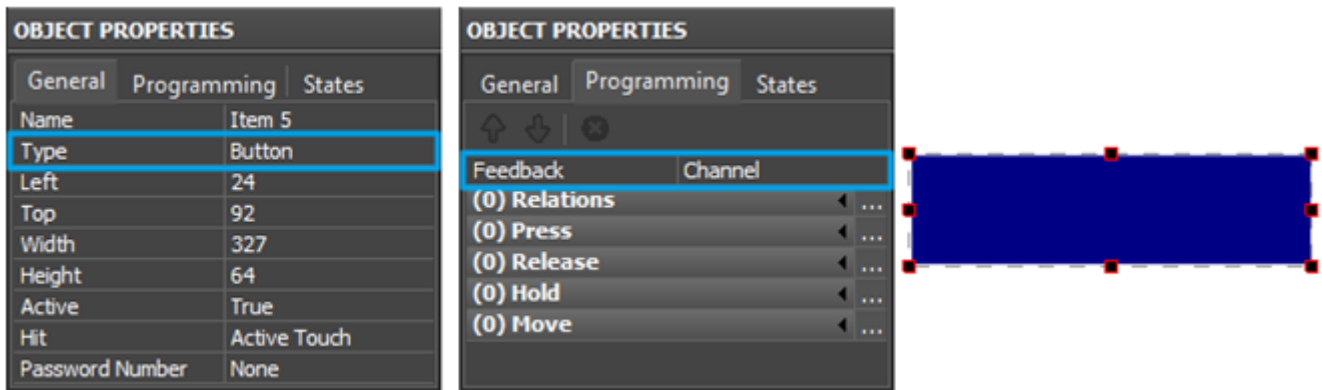 OBJECT PROPERTIES
General Programming States
Name Item 5
Type Button
Left 24
Top 92
Width 327
Height 64
Active True
Hit Active Touch
Password Number None
OBJECT PROPERTIES
General Programming States
Feedback Channel
(0) Relations ...
(0) Press ...
(0) Release ...
(0) Hold ...
(0) Move ...